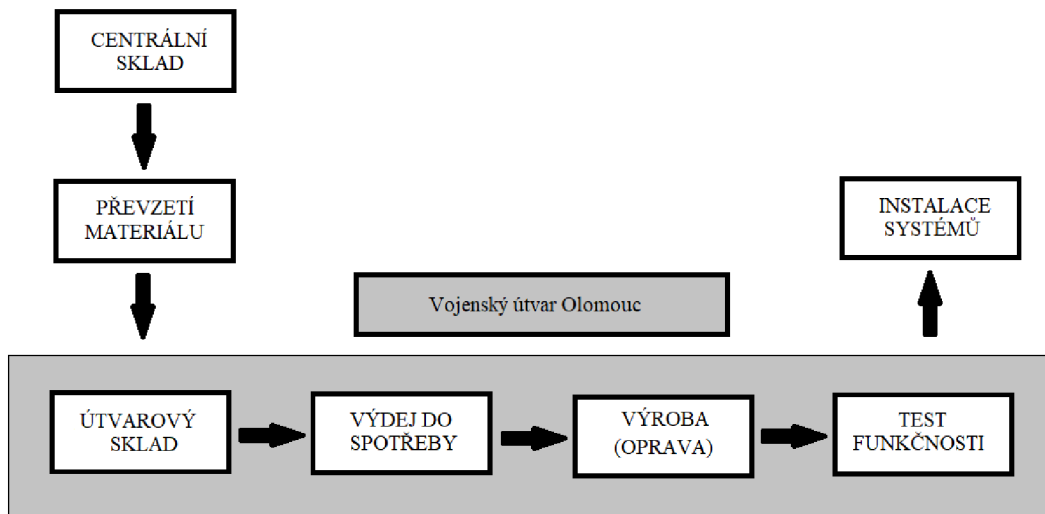 CENTRÁLNÍ
SKLAD
PŘEVZETÍ
MATERIÁLU
INSTALACE
SYSTÉMŮ
Vojenský útvar Olomouc
ÚTVAROVÝ
SKLAD
VÝDEJ DO
SPOTŘEBY
VÝROBA
(OPRAVA)
TEST
FUNKČNOSTI